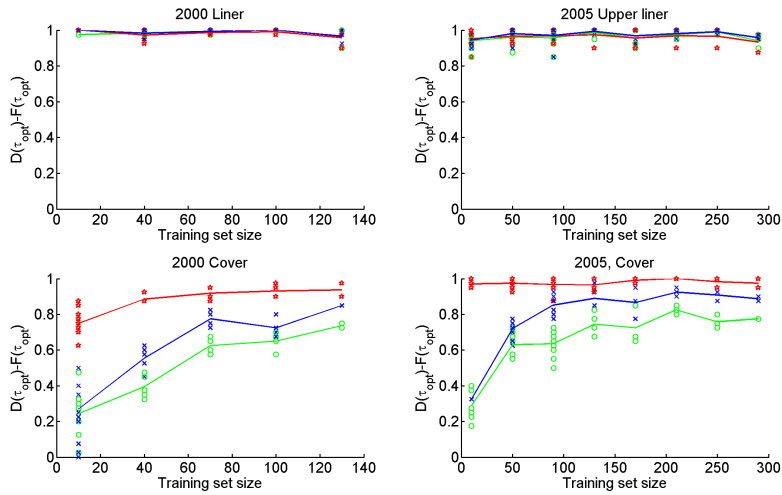 2000 Liner
D(τopt)-F(τopt)
1
0.8
0.6
0.4
0.2
0
0 20 40 60 80 100 120 140
Training set size
2005 Upper liner
D(τopt)-F(τopt)
1
0.8
0.6
0.4
0.2
0
0 50 100 150 200 250 300
Training set size
2000 Cover
D(τopt)-F(τopt)
1
0.8
0.6
0.4
0.2
0
0 20 40 60 80 100 120 140
Training set size
2005, Cover
D(τopt)-F(τopt)
1
0.8
0.6
0.4
0.2
0
0 50 100 150 200 250 300
Training set size